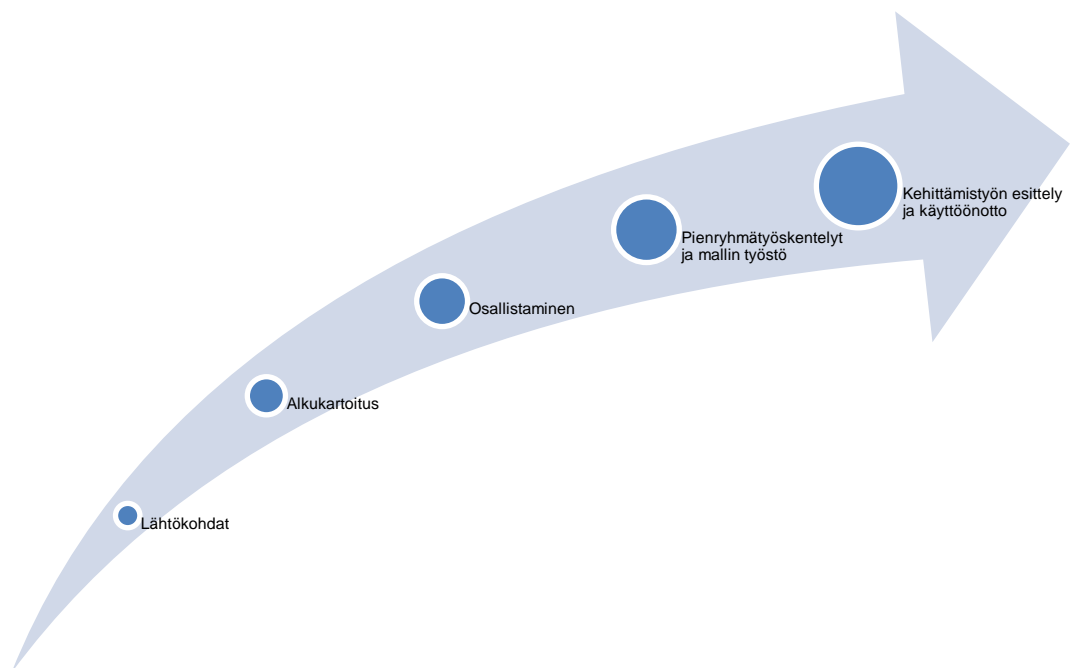 Lähtökohdat
Alkukartoitus
Osallistaminen
Pienryhmätyöskentelyt
ja mallin työstö
Kehittämistyön esittely
ja käyttöönotto